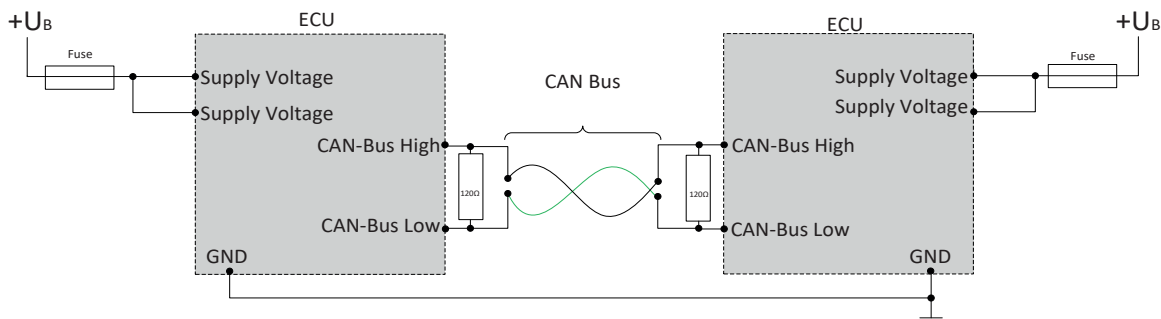 ECU
ECU
+UB
+UB
Fuse
Fuse
Supply Voltage
Supply Voltage
Supply Voltage
Supply Voltage
CAN Bus
CAN-Bus High
CAN-Bus High
120Ω
120Ω
CAN-Bus Low
CAN-Bus Low
GND
GND